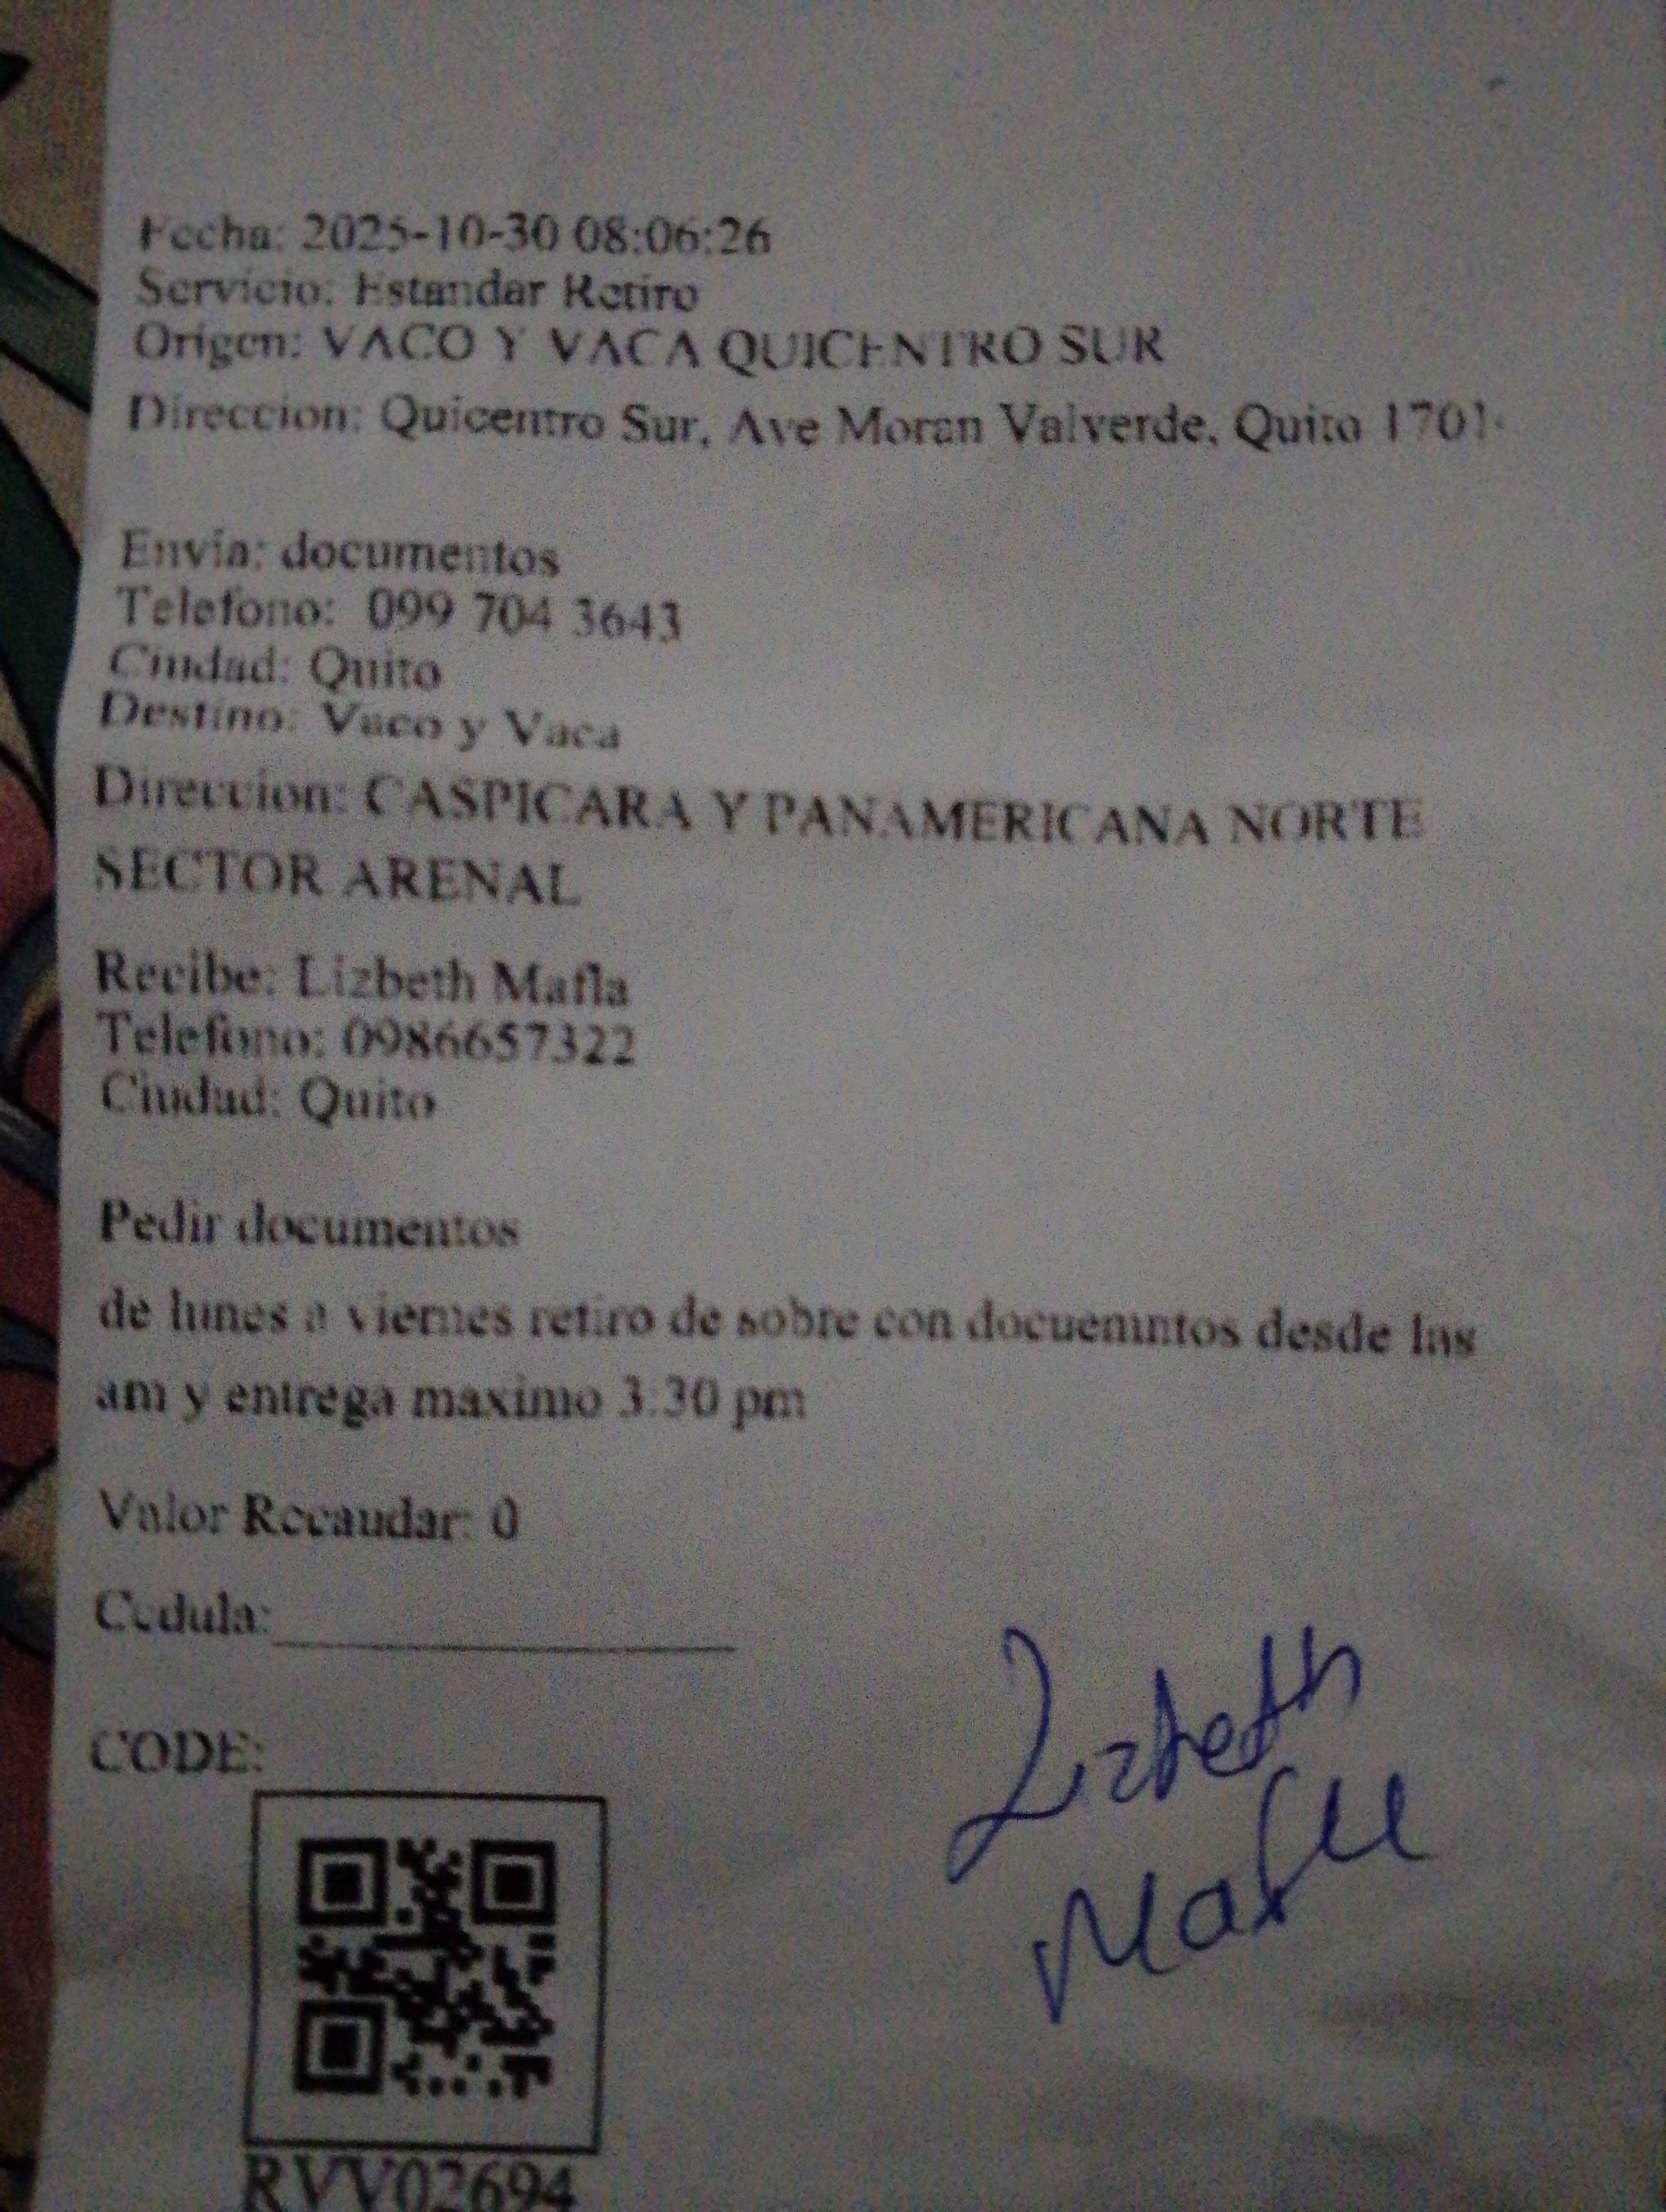 Fecha: 2025-10-30 08:06:26
Servicio: Estandar Retiro
Origen: VACO Y VACA QUICENTRO SUR
Direccion: Quicentro Sur, Ave Moran Valverde, Quito 1701
Envia: documentos
Telefono: 099 704 3643
Ciudad: Quito
Destino: Vaco y Vaca
Direccion: CASPICARA Y PANAMERICANA NORTE
SECTOR ARENAL
Recibe: Lizbeth Mafla
Telefono: 0986657322
Ciudad: Quito
Pedir documentos
de lunes a viernes retiro de sobre con docuemntos desde las
am y entrega maximo 3:30 pm
Valor Recaudar: 0
Cedula:
CODE:
Lizbeth
Mafla
RVV02694